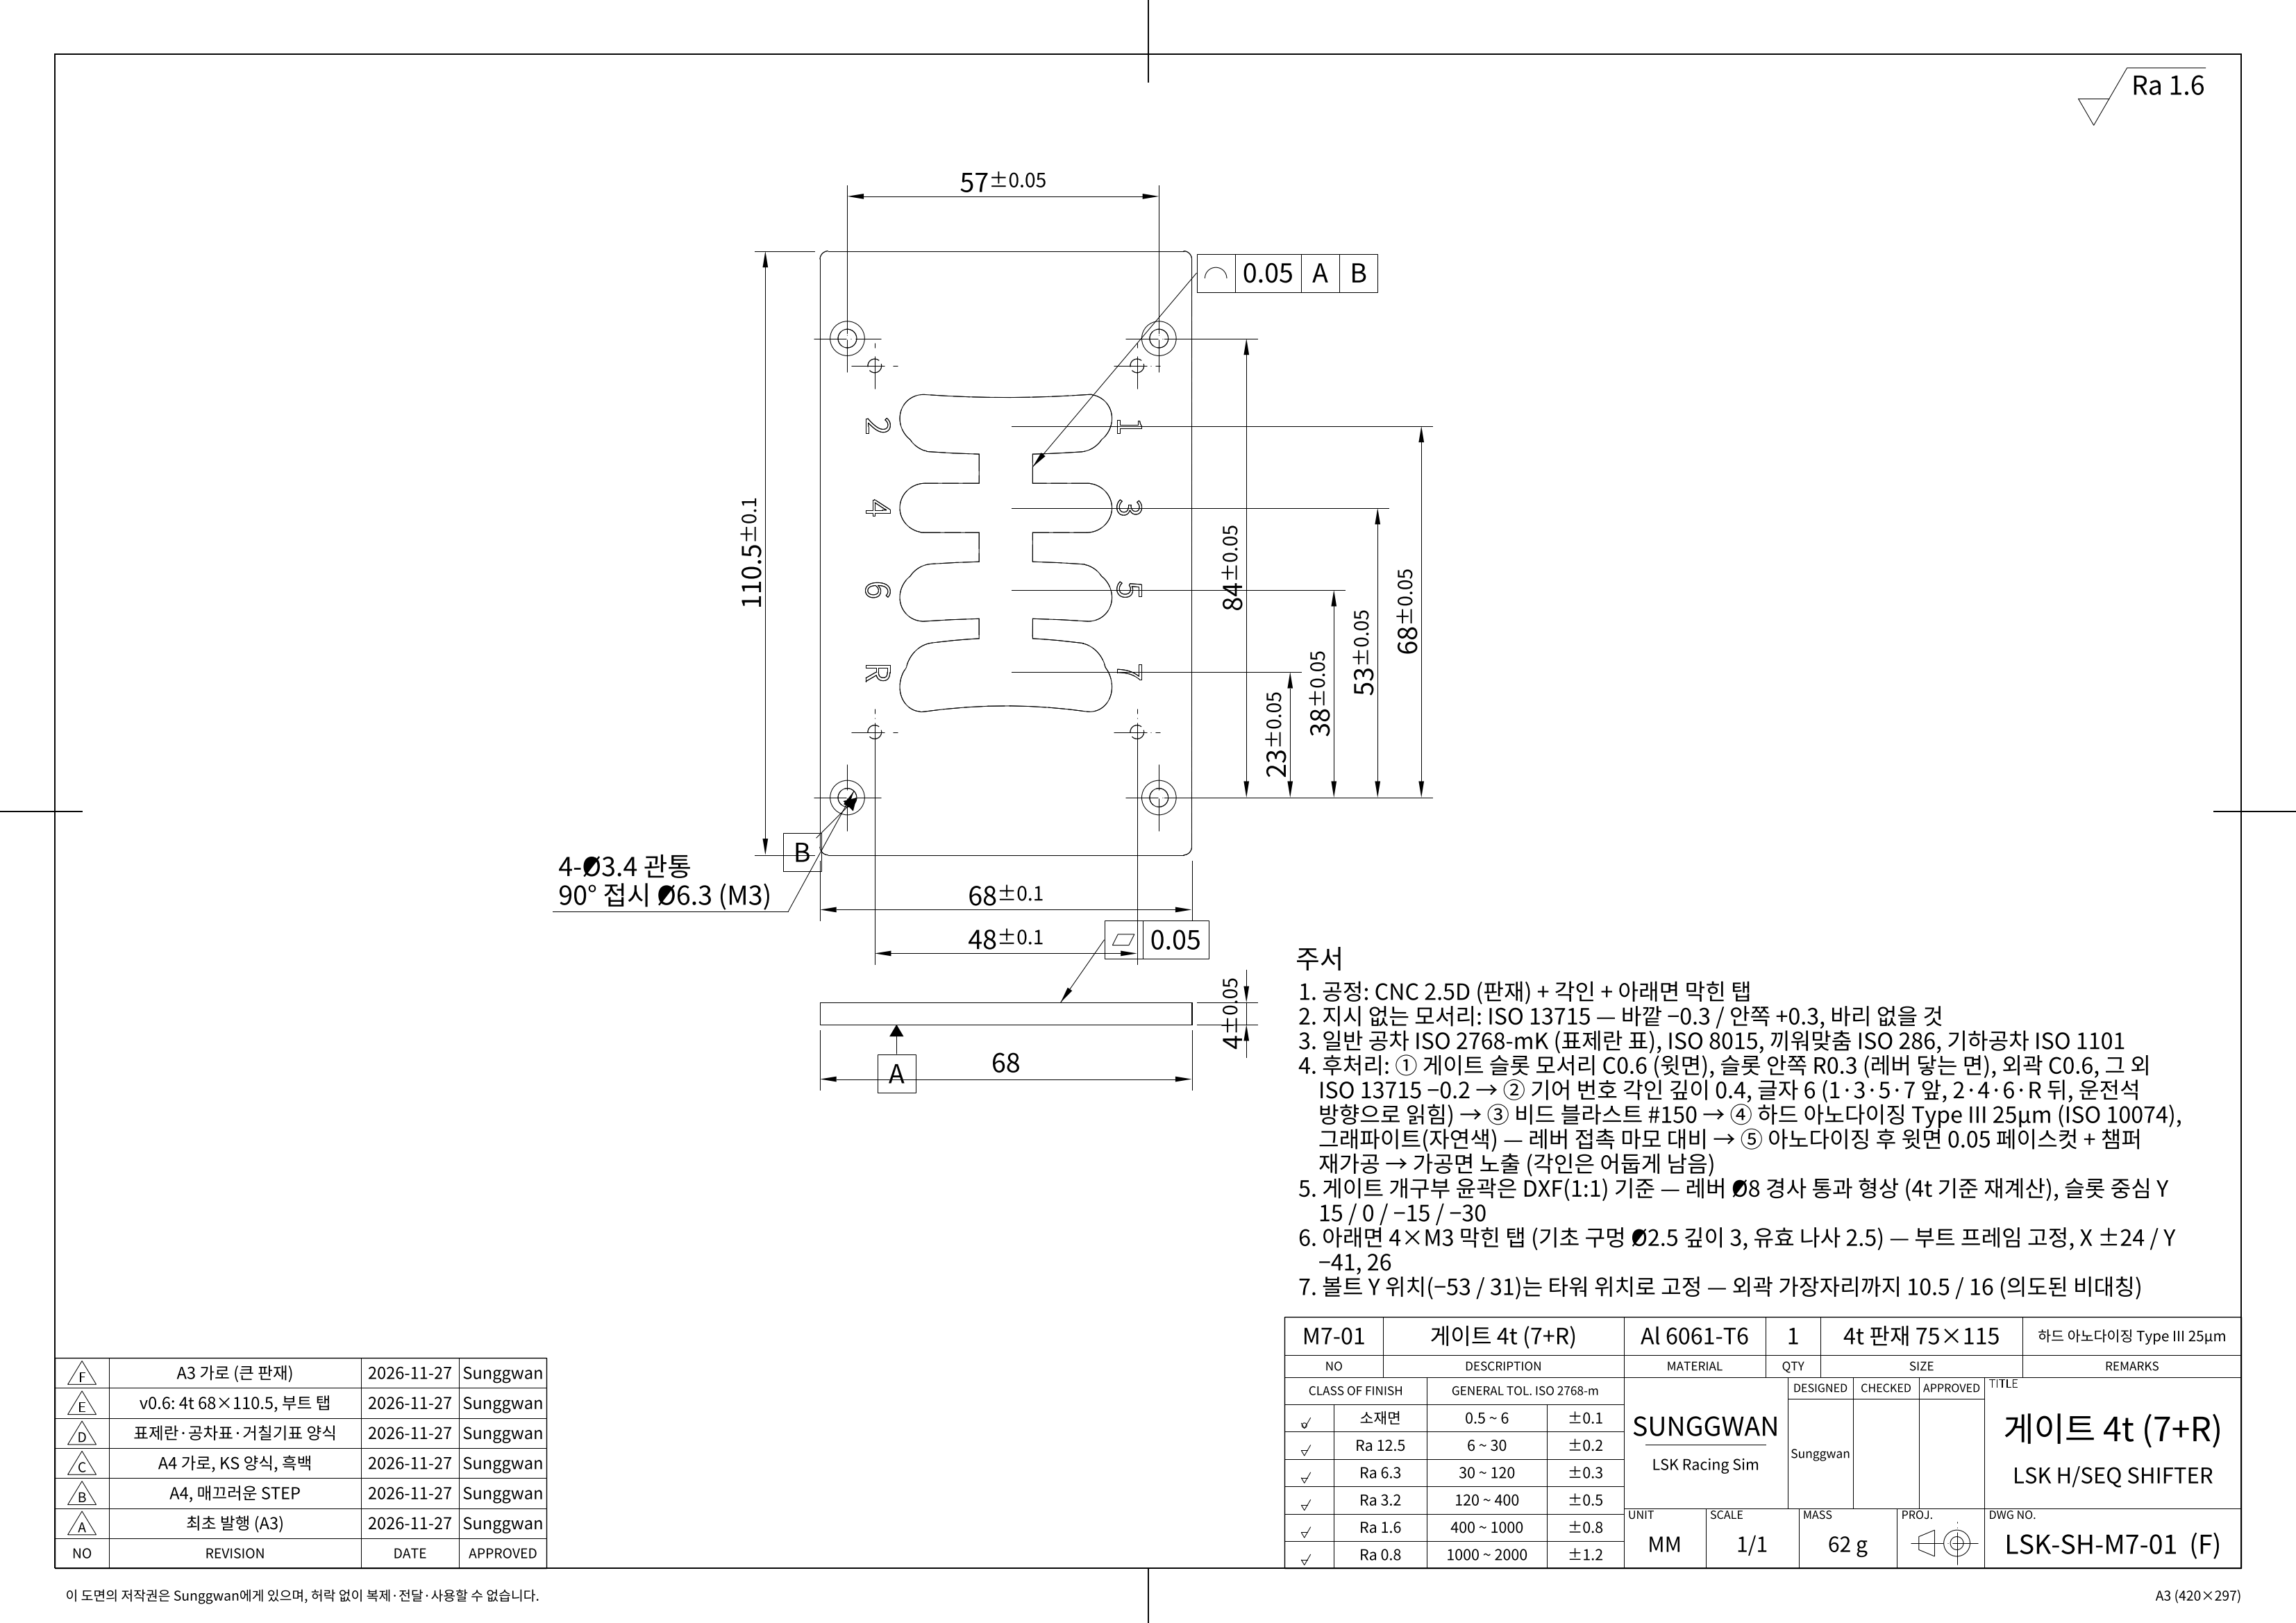 Ra 1.6
57±0.05
0.05 A B
2 1
4 3
6 5
R 7
110.5±0.1
84±0.05
68±0.05
53±0.05
38±0.05
23±0.05
B
4-Ø3.4 관통
90° 접시 Ø6.3 (M3)
68±0.1
48±0.1
0.05
4±0.05
68
A
주서
1. 공정: CNC 2.5D (판재) + 각인 + 아래면 막힌 탭
2. 지시 없는 모서리: ISO 13715 — 바깥 −0.3 / 안쪽 +0.3, 바리 없을 것
3. 일반 공차 ISO 2768-mK (표제란 표), ISO 8015, 끼워맞춤 ISO 286, 기하공차 ISO 1101
4. 후처리: ① 게이트 슬롯 모서리 C0.6 (윗면), 슬롯 안쪽 R0.3 (레버 닿는 면), 외곽 C0.6, 그 외
ISO 13715 −0.2 → ② 기어 번호 각인 깊이 0.4, 글자 6 (1·3·5·7 앞, 2·4·6·R 뒤, 운전석
방향으로 읽힘) → ③ 비드 블라스트 #150 → ④ 하드 아노다이징 Type III 25µm (ISO 10074),
그래파이트(자연색) — 레버 접촉 마모 대비 → ⑤ 아노다이징 후 윗면 0.05 페이스컷 + 챔퍼
재가공 → 가공면 노출 (각인은 어둡게 남음)
5. 게이트 개구부 윤곽은 DXF(1:1) 기준 — 레버 Ø8 경사 통과 형상 (4t 기준 재계산), 슬롯 중심 Y
15 / 0 / −15 / −30
6. 아래면 4×M3 막힌 탭 (기초 구멍 Ø2.5 깊이 3, 유효 나사 2.5) — 부트 프레임 고정, X ±24 / Y
−41, 26
7. 볼트 Y 위치(−53 / 31)는 타워 위치로 고정 — 외곽 가장자리까지 10.5 / 16 (의도된 비대칭)
M7-01 게이트 4t (7+R) Al 6061-T6 1 4t 판재 75×115 하드 아노다이징 Type III 25µm
NO DESCRIPTION MATERIAL QTY SIZE REMARKS
CLASS OF FINISH GENERAL TOL. ISO 2768-m
소재면 0.5 ~ 6 ±0.1
Ra 12.5 6 ~ 30 ±0.2
Ra 6.3 30 ~ 120 ±0.3
Ra 3.2 120 ~ 400 ±0.5
Ra 1.6 400 ~ 1000 ±0.8
Ra 0.8 1000 ~ 2000 ±1.2
SUNGGWAN
LSK Racing Sim
DESIGNED CHECKED APPROVED
Sunggwan
TITLE
게이트 4t (7+R)
LSK H/SEQ SHIFTER
UNIT SCALE MASS PROJ. DWG NO.
MM 1/1 62 g LSK-SH-M7-01 (F)
F A3 가로 (큰 판재) 2026-11-27 Sunggwan
E v0.6: 4t 68×110.5, 부트 탭 2026-11-27 Sunggwan
D 표제란·공차표·거칠기표 양식 2026-11-27 Sunggwan
C A4 가로, KS 양식, 흑백 2026-11-27 Sunggwan
B A4, 매끄러운 STEP 2026-11-27 Sunggwan
A 최초 발행 (A3) 2026-11-27 Sunggwan
NO REVISION DATE APPROVED
이 도면의 저작권은 Sunggwan에게 있으며, 허락 없이 복제·전달·사용할 수 없습니다.
A3 (420×297)